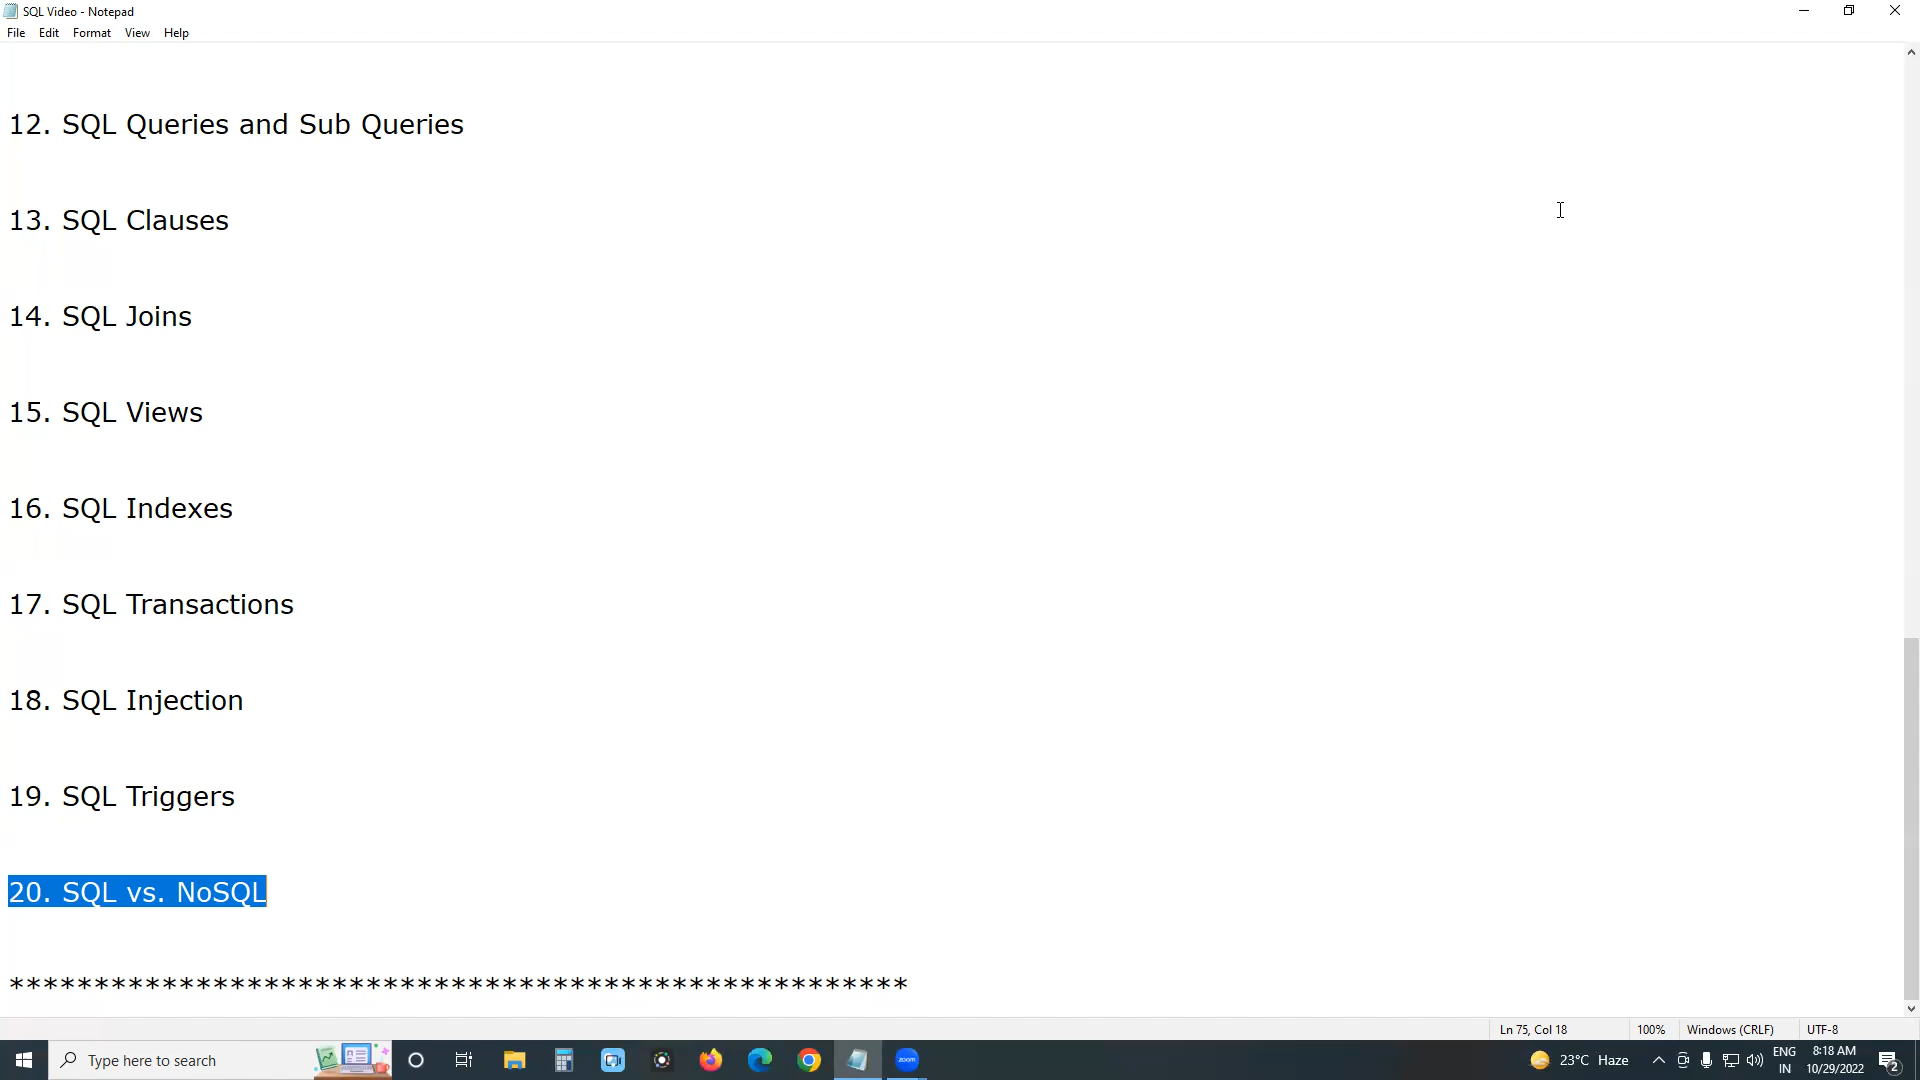 SQL Video - Notepad
File Edit Format View Help
12. SQL Queries and Sub Queries
13. SQL Clauses
14. SQL Joins
15. SQL Views
16. SQL Indexes
17. SQL Transactions
18. SQL Injection
19. SQL Triggers
20. SQL vs. NoSQL
*****************************************************
Ln 75, Col 18 100% Windows (CRLF) UTF-8
Type here to search zoom 23°C Haze ENG IN 8:18 AM 10/29/2022 2